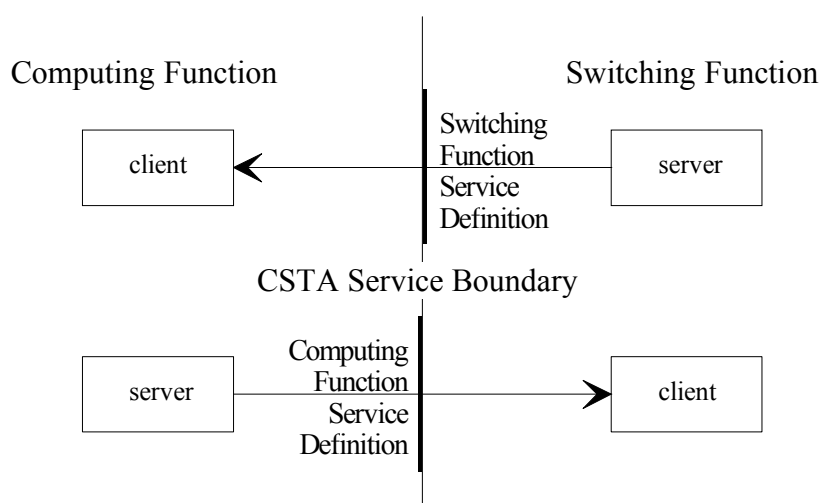 Computing Function
Switching Function
client
Switching
Function
Service
Definition
server
CSTA Service Boundary
server
Computing
Function
Service
Definition
client